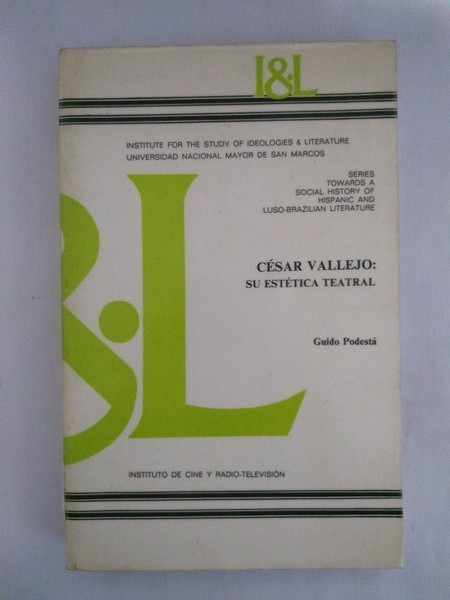 I&L
INSTITUTE FOR THE STUDY OF IDEOLOGIES & LITERATURE
UNIVERSIDAD NACIONAL MAYOR DE SAN MARCOS
SERIES
TOWARDS A
SOCIAL HISTORY OF
HISPANIC AND
LUSO-BRAZILIAN LITERATURE
CÉSAR VALLEJO:
SU ESTÉTICA TEATRAL
Guido Podestá
&L
INSTITUTO DE CINE Y RADIO-TELEVISIÓN